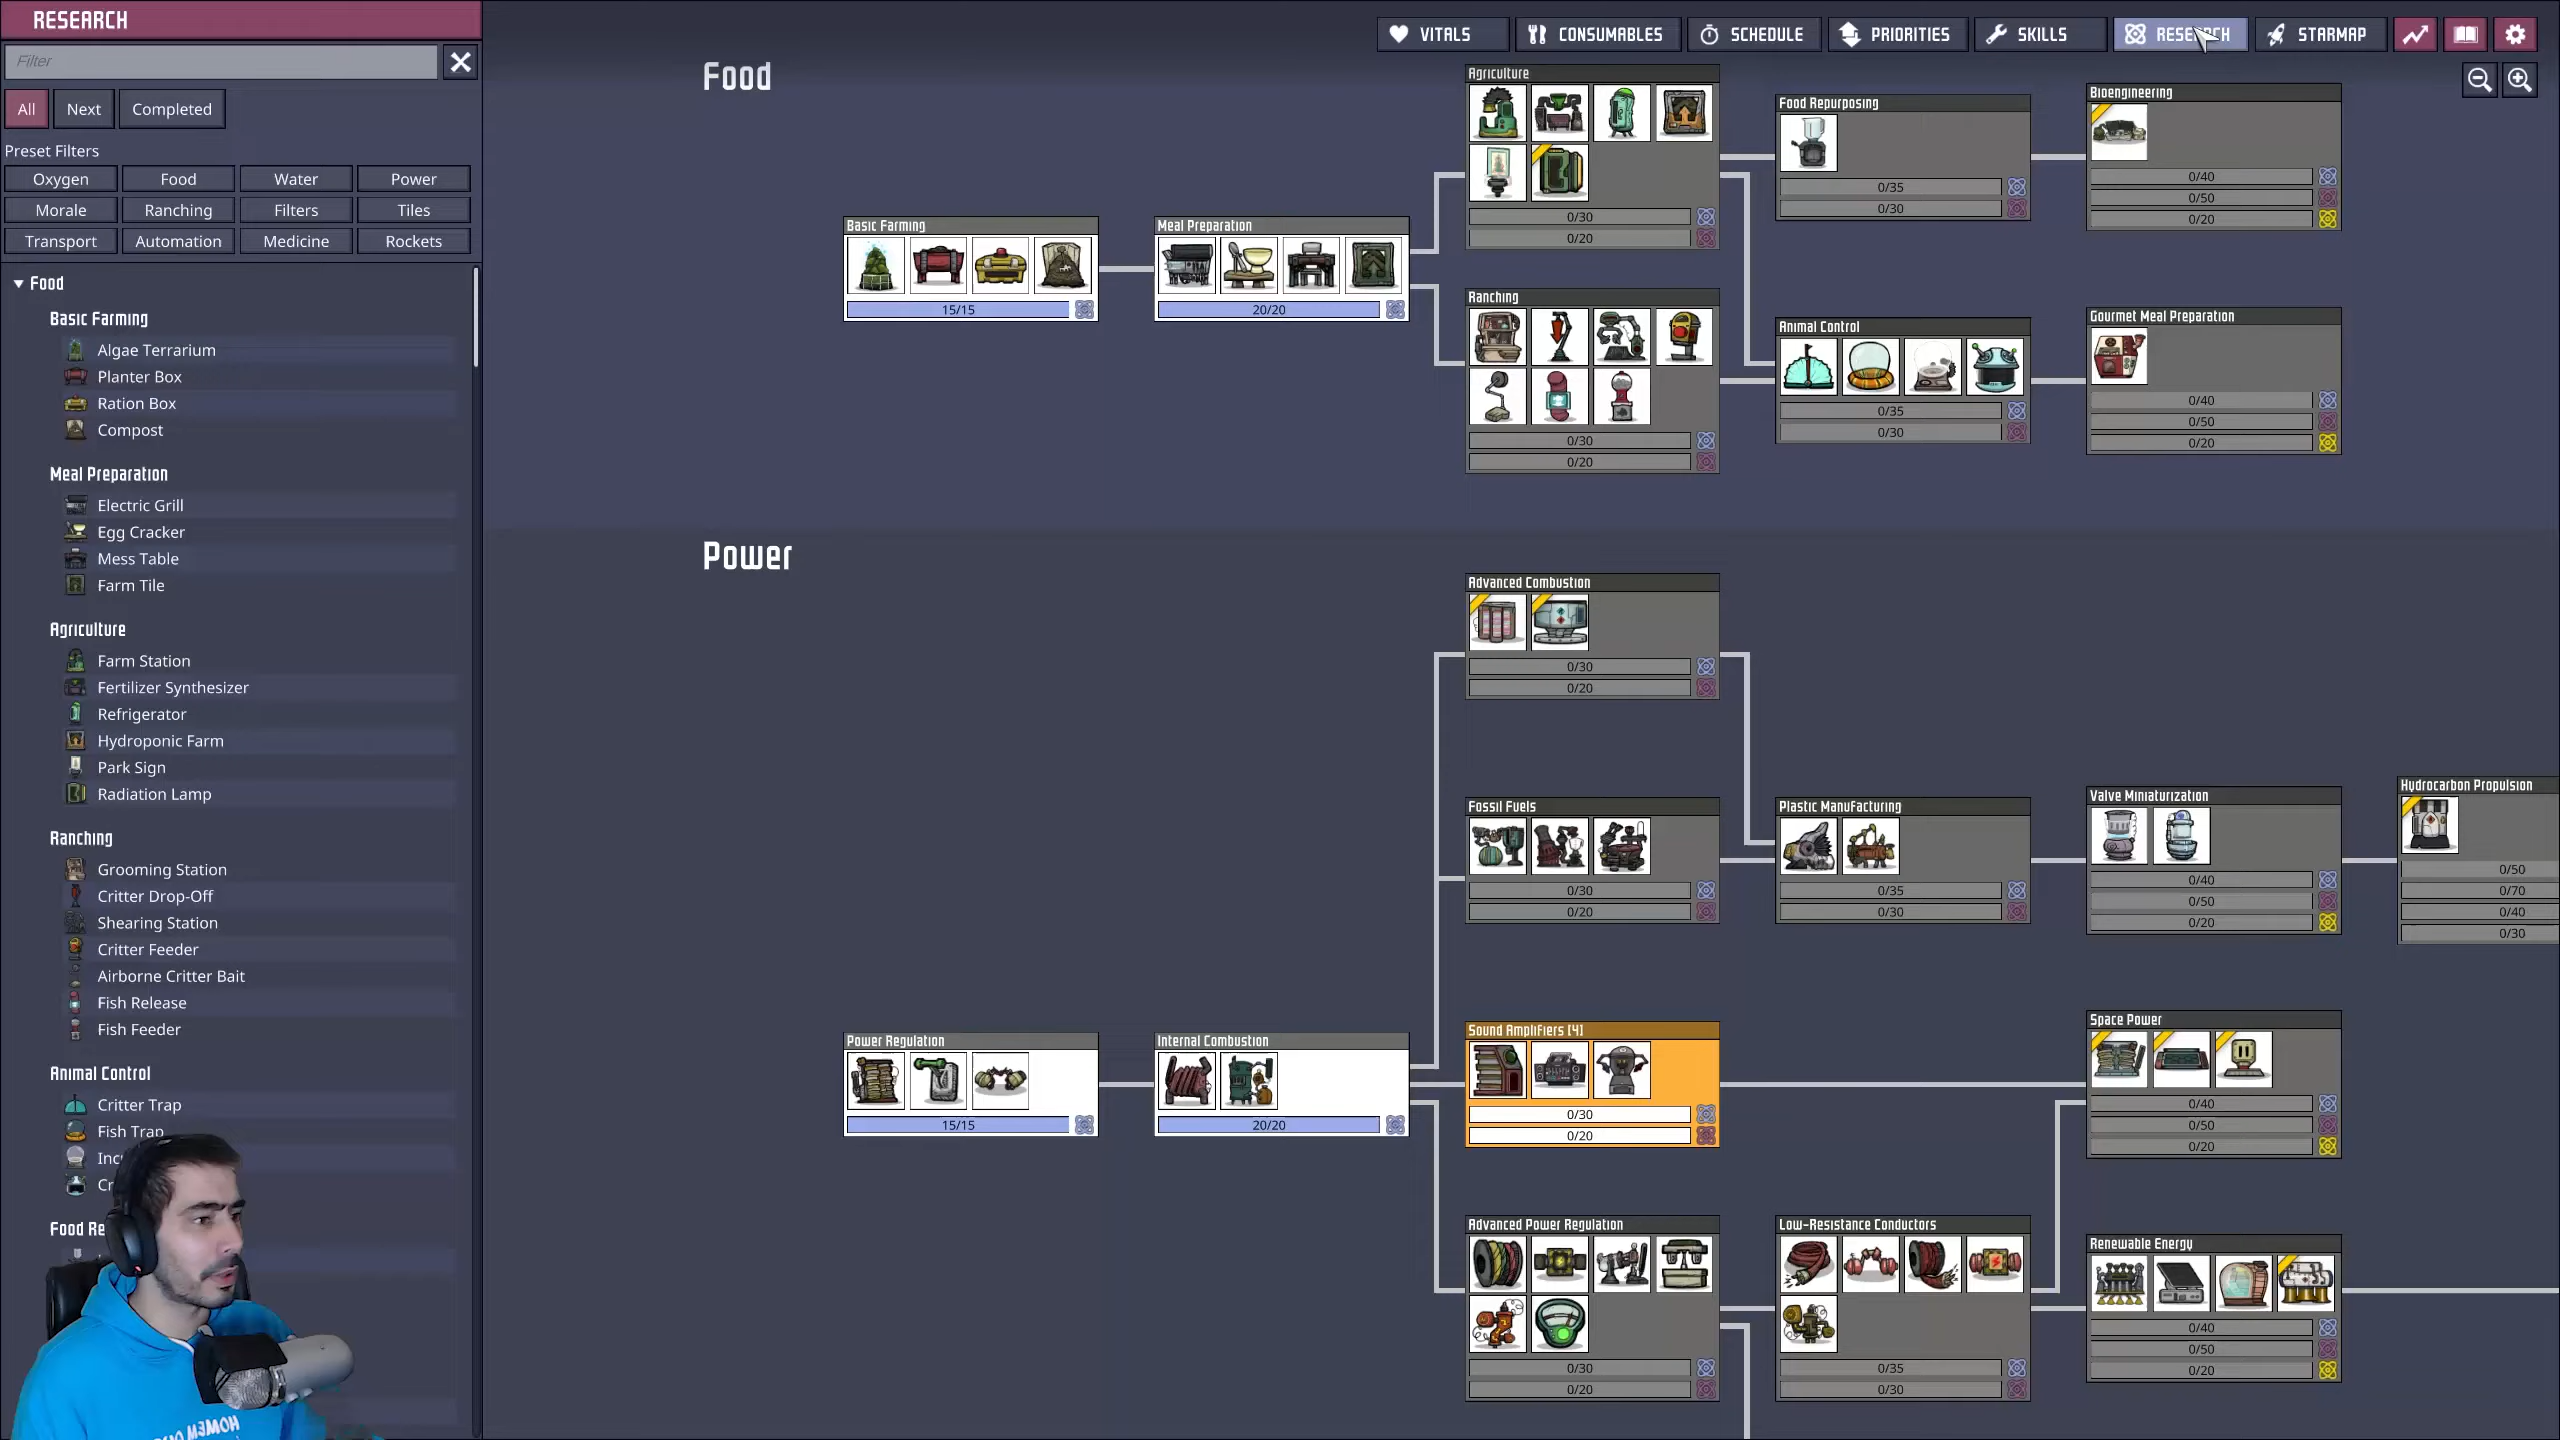 RESEARCH
VITALS
CONSUMABLES
SCHEDULE
PRIORITIES
SKILLS
RESEARCH
STARMAP
Filter
All
Next
Completed
Preset Filters
Oxygen
Food
Water
Power
Morale
Ranching
Filters
Tiles
Transport
Automation
Medicine
Rockets
Food
Basic Farming
Algae Terrarium
Planter Box
Ration Box
Compost
Meal Preparation
Electric Grill
Egg Cracker
Mess Table
Farm Tile
Agriculture
Farm Station
Fertilizer Synthesizer
Refrigerator
Hydroponic Farm
Park Sign
Radiation Lamp
Ranching
Grooming Station
Critter Drop-Off
Shearing Station
Critter Feeder
Airborne Critter Bait
Fish Release
Fish Feeder
Animal Control
Critter Trap
Fish Trap
Food
Basic Farming
15/15
Meal Preparation
20/20
Agriculture
0/30
0/20
Ranching
0/30
0/20
Food Repurposing
0/35
0/30
Animal Control
0/35
0/30
Bioengineering
0/40
0/50
0/20
Gourmet Meal Preparation
0/40
0/50
0/20
Power
Power Regulation
15/15
Internal Combustion
20/20
Advanced Combustion
0/30
0/20
Fossil Fuels
0/30
0/20
Sound Amplifiers [4]
0/30
0/20
Advanced Power Regulation
0/30
0/20
Plastic Manufacturing
0/35
0/30
Low-Resistance Conductors
0/35
0/30
Valve Miniaturization
0/40
0/50
0/20
Space Power
0/40
0/50
0/20
Renewable Energy
0/40
0/50
0/20
Hydrocarbon Propulsion
0/50
0/70
0/40
0/30